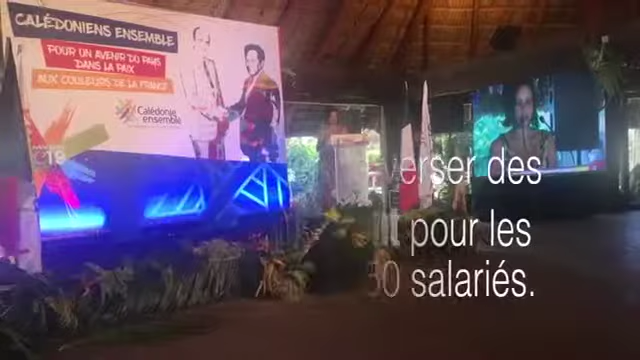 CALÉDONIENS ENSEMBLE
POUR UN AVENIR DU PAYS
DANS LA PAIX
AUX COULEURS DE LA FRANCE
Calédonie
ensemble
verser des
pour les
salariés.